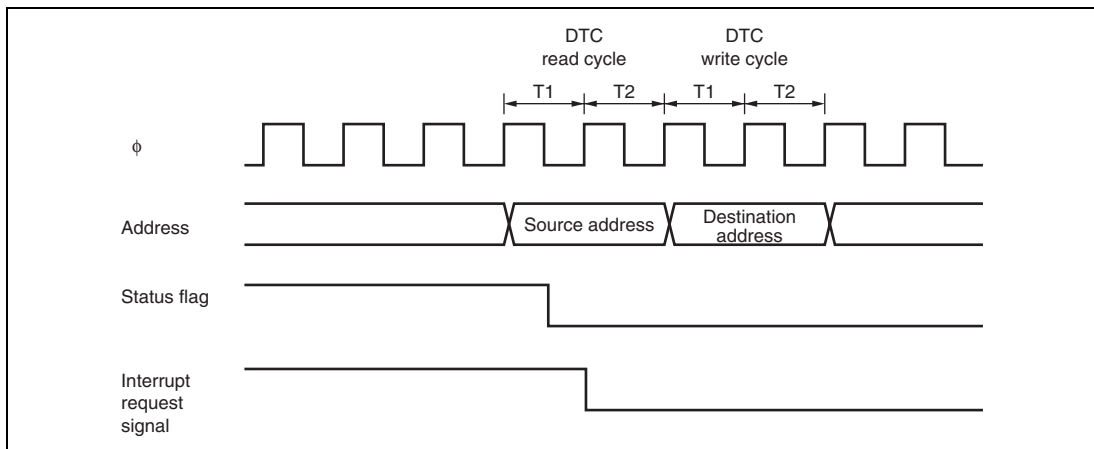 DTC
read cycle
DTC
write cycle
T1
T2
T1
T2
ϕ
Address
Source address
Destination
address
Status flag
Interrupt
request
signal